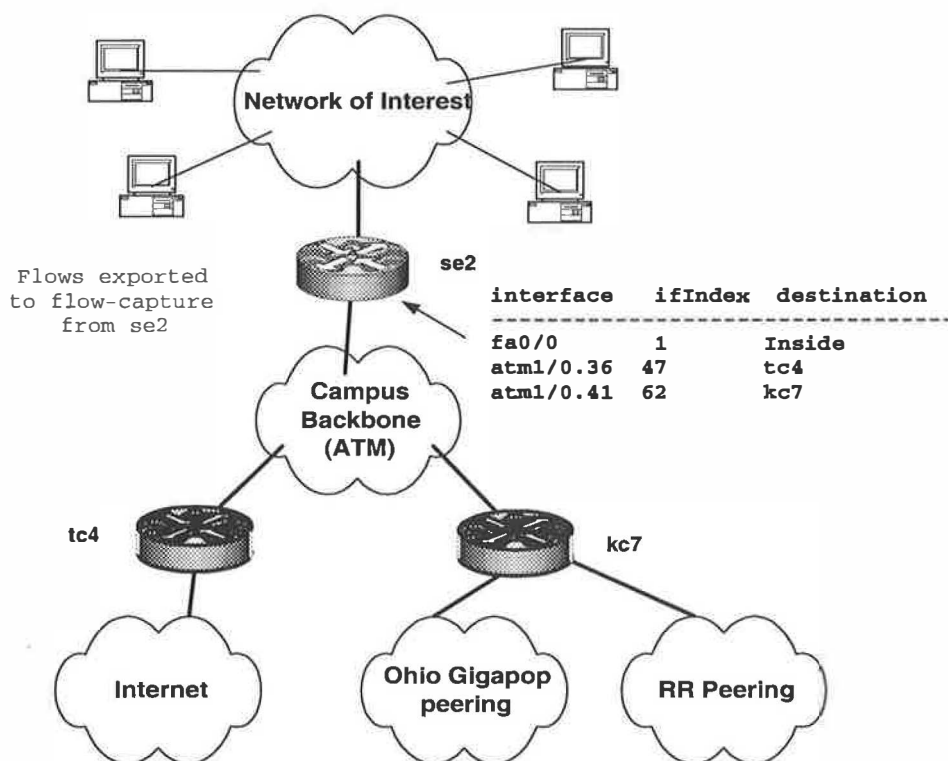 Network of Interest
se2
Flows exported
to flow-capture
from se2
interface ifIndex destination
fa0/0 1 Inside
atm1/0.36 47 tc4
atm1/0.41 62 kc7
Campus
Backbone
(ATM)
tc4
kc7
Internet
Ohio Gigapop
peering
RR Peering